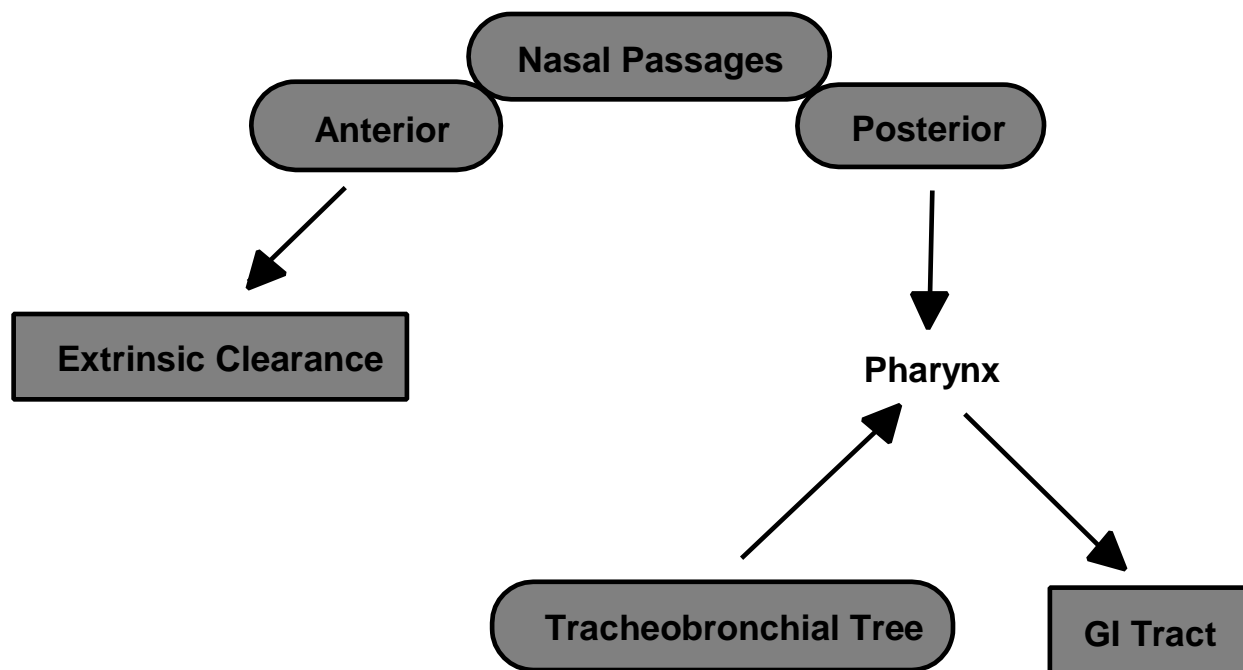 Nasal Passages
Anterior
Posterior
Extrinsic Clearance
Pharynx
Tracheobronchial Tree
GI Tract